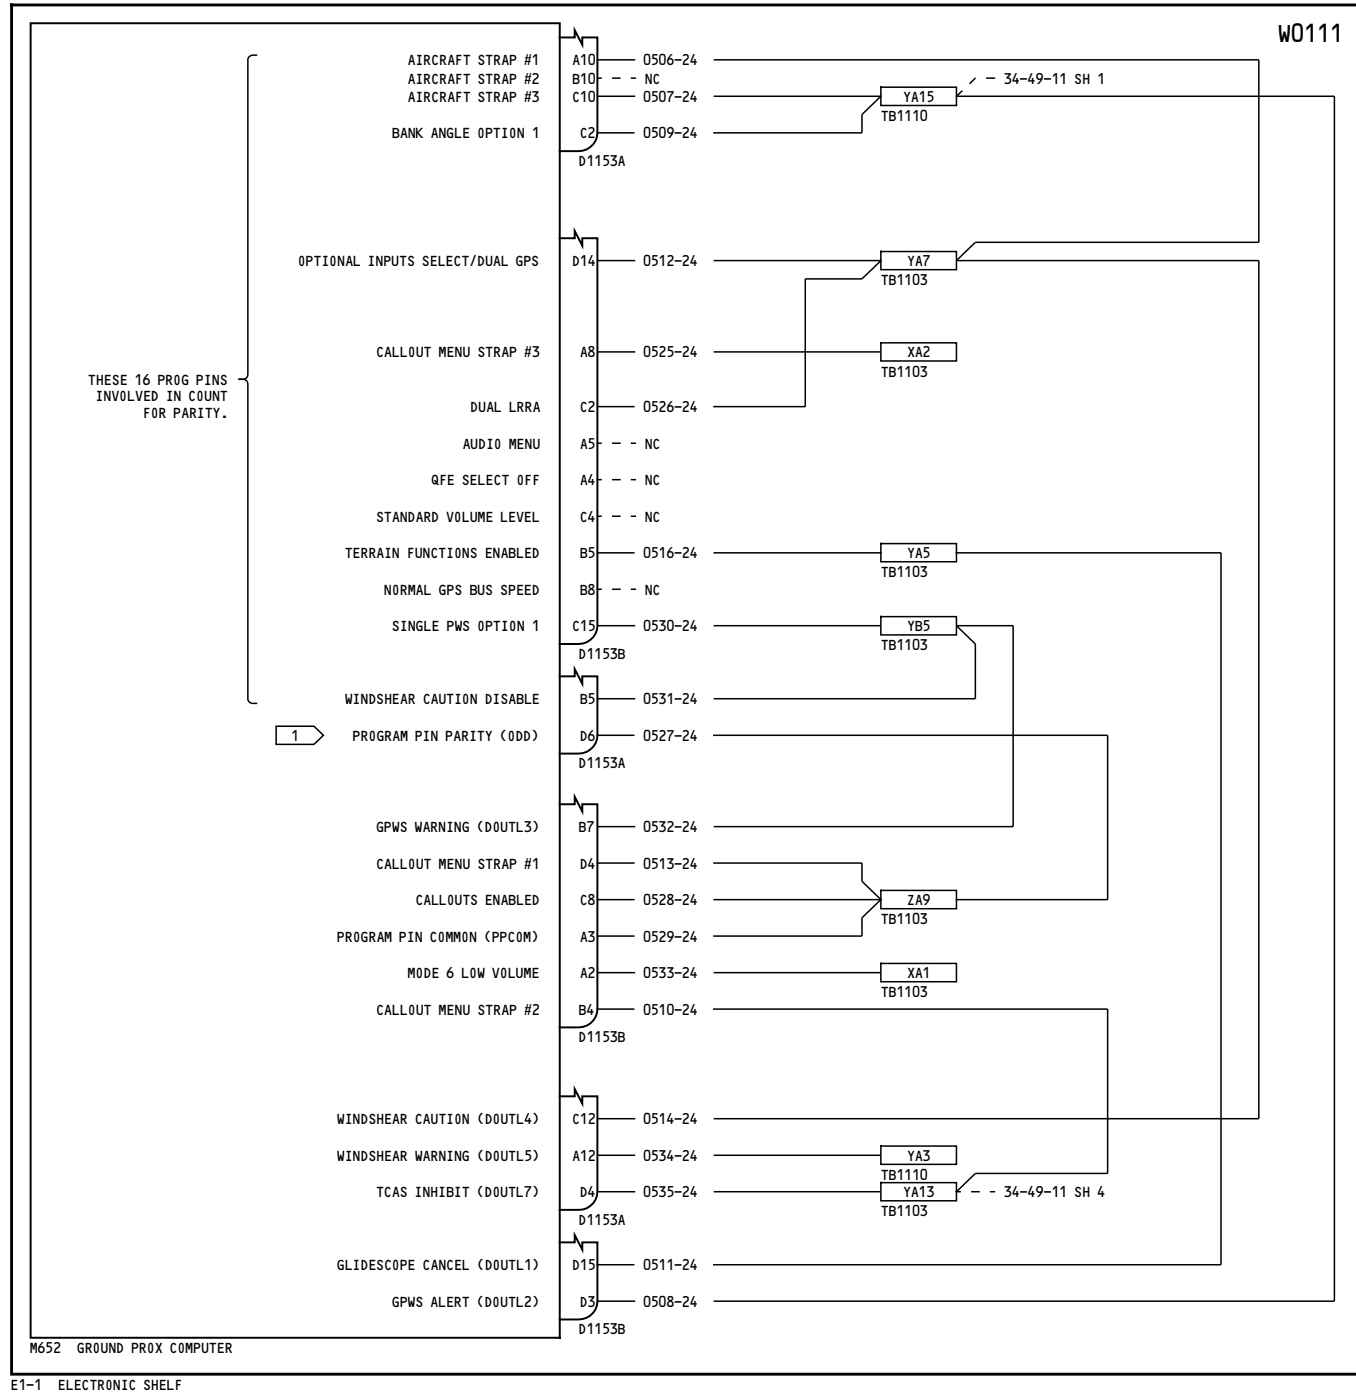 W0111
AIRCRAFT STRAP #1 A10 0506-24
AIRCRAFT STRAP #2 B10 NC 34-49-11 SH 1
AIRCRAFT STRAP #3 C10 0507-24 YA15
TB1110
BANK ANGLE OPTION 1 C2 0509-24
D1153A
OPTIONAL INPUTS SELECT/DUAL GPS D14 0512-24 YA7
TB1103
CALLOUT MENU STRAP #3 A8 0525-24 XA2
TB1103
THESE 16 PROG PINS
INVOLVED IN COUNT
FOR PARITY.
DUAL LRRA C2 0526-24
AUDIO MENU A5 NC
QFE SELECT OFF A4 NC
STANDARD VOLUME LEVEL C4 NC
TERRAIN FUNCTIONS ENABLED B5 0516-24 YA5
TB1103
NORMAL GPS BUS SPEED B8 NC
SINGLE PWS OPTION 1 C15 0530-24 YB5
TB1103
D1153B
WINDSHEAR CAUTION DISABLE B5 0531-24
1 PROGRAM PIN PARITY (ODD) D6 0527-24
D1153A
GPWS WARNING (DOUTL3) B7 0532-24
CALLOUT MENU STRAP #1 D4 0513-24
CALLOUTS ENABLED C8 0528-24 ZA9
TB1103
PROGRAM PIN COMMON (PPCOM) A3 0529-24
MODE 6 LOW VOLUME A2 0533-24 XA1
TB1103
CALLOUT MENU STRAP #2 B4 0510-24
D1153B
WINDSHEAR CAUTION (DOUTL4) C12 0514-24
WINDSHEAR WARNING (DOUTL5) A12 0534-24 YA3
TB1110
TCAS INHIBIT (DOUTL7) D4 0535-24 YA13 34-49-11 SH 4
TB1103
D1153A
GLIDESCOPE CANCEL (DOUTL1) D15 0511-24
GPWS ALERT (DOUTL2) D3 0508-24
D1153B
M652 GROUND PROX COMPUTER
E1-1 ELECTRONIC SHELF